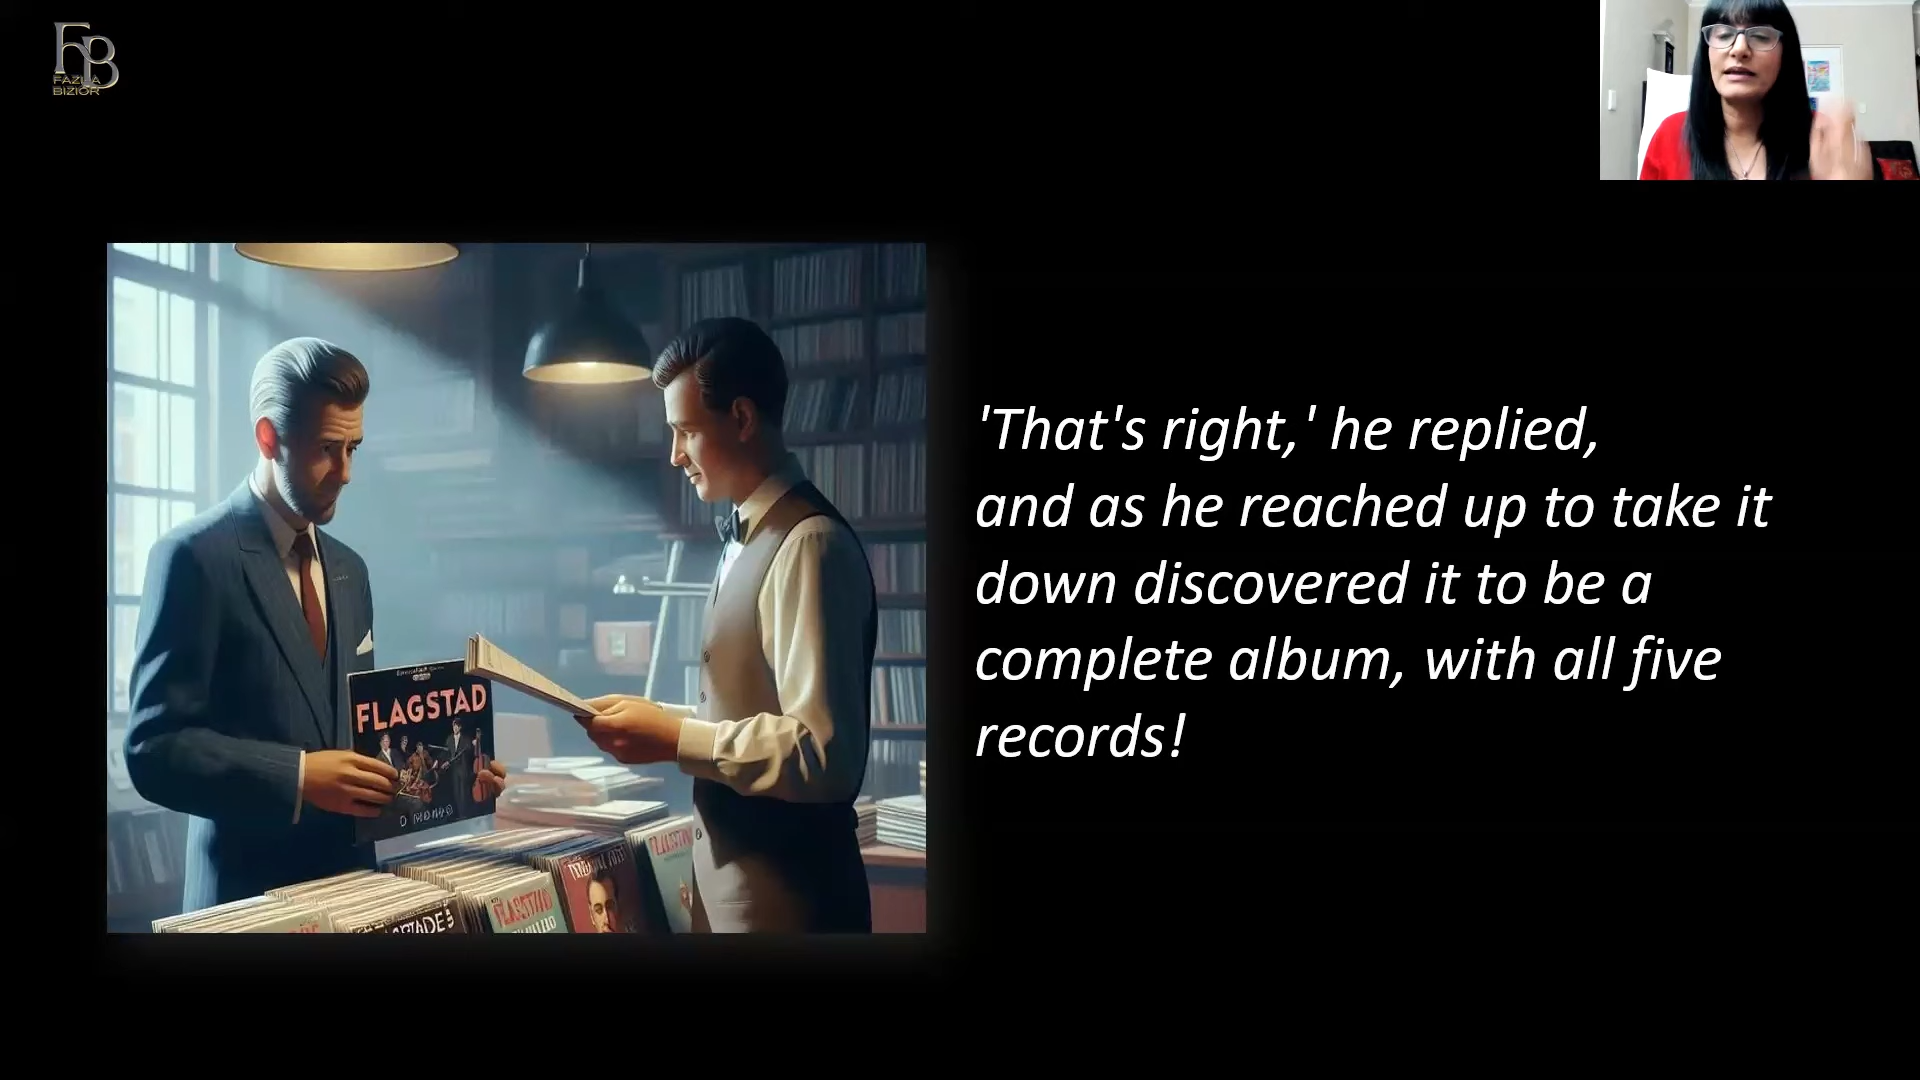 FB
FAZILA
BIZIOR
'That's right,' he replied,
and as he reached up to take it
down discovered it to be a
complete album, with all five
records!
FLAGSTAD